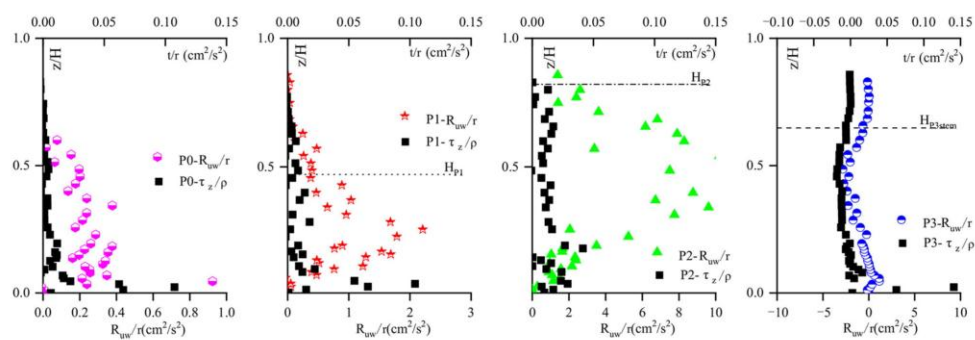 0.00 0.05 0.10 0.15
t/r (cm²/s²)
z/H
1.0
0.5
0.0
P0-R_uw/r
P0-τ_z/ρ
0.0 0.2 0.4 0.6 0.8 1.0
R_uw/r(cm²/s²)
0.00 0.05 0.10 0.15
t/r (cm²/s²)
z/H
1.0
0.5
0.0
P1-R_uw/r
P1- τ_z/ρ
H_P1
0 1 2 3
R_uw/r(cm²/s²)
0.00 0.05 0.10 0.15
t/r (cm²/s²)
z/H
1.0
0.5
0.0
H_P2
P2-R_uw/r
P2- τ_z/ρ
0 2 4 6 8 10
R_uw/r(cm²/s²)
−0.10 −0.05 0.00 0.05 0.10 0.15
t/r (cm²/s²)
z/H
1.0
0.5
0.0
H_P3stem
P3-R_uw/r
P3- τ_z/ρ
−10 −5 0 5 10
R_uw/r(cm²/s²)